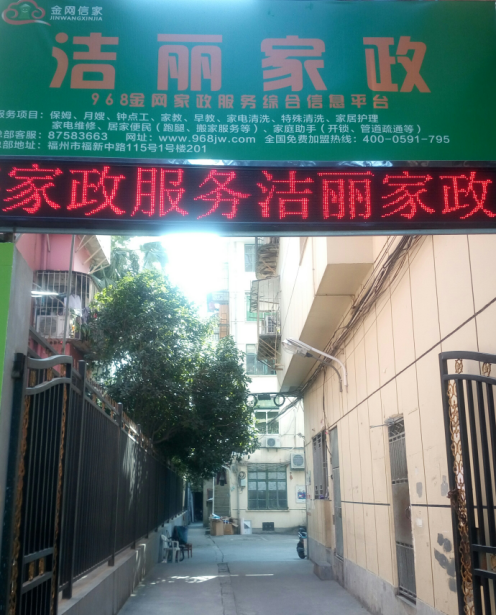 金网信家
JINWANGXINJIA
洁丽家政
968金网家政服务综合信息平台
服务项目：保姆、月嫂、钟点工、家教、早教、家电清洗、特殊清洗、家居护理
家电维修、居家便民（跑腿、搬家服务等）、家庭助手（开锁、管道疏通等）
总部客服：87583663 网址：www.968jw.com 全国免费加盟热线：400-0591-795
总部地址：福州市福新中路115号1号楼201
家政服务洁丽家政